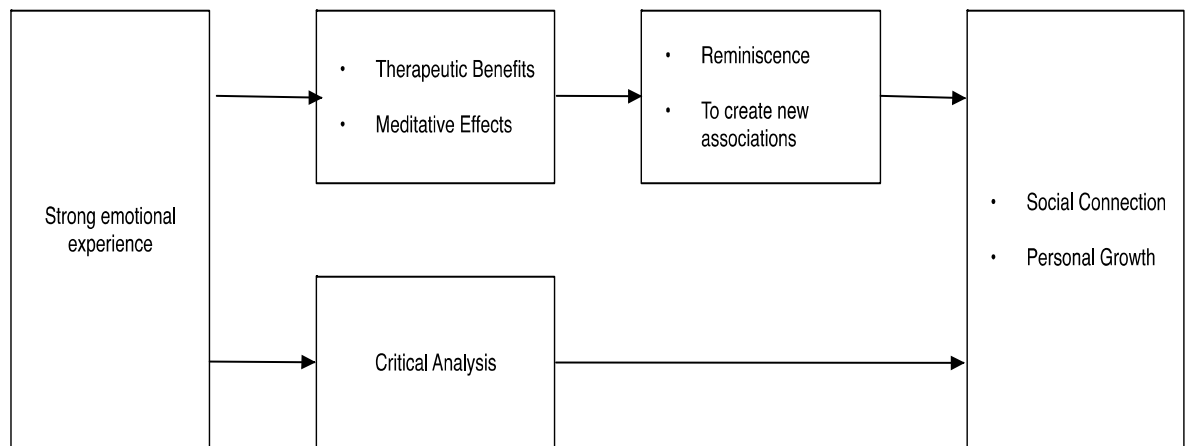 Strong emotional
experience
• Therapeutic Benefits
• Meditative Effects
• Reminiscence
• To create new
associations
Critical Analysis
• Social Connection
• Personal Growth